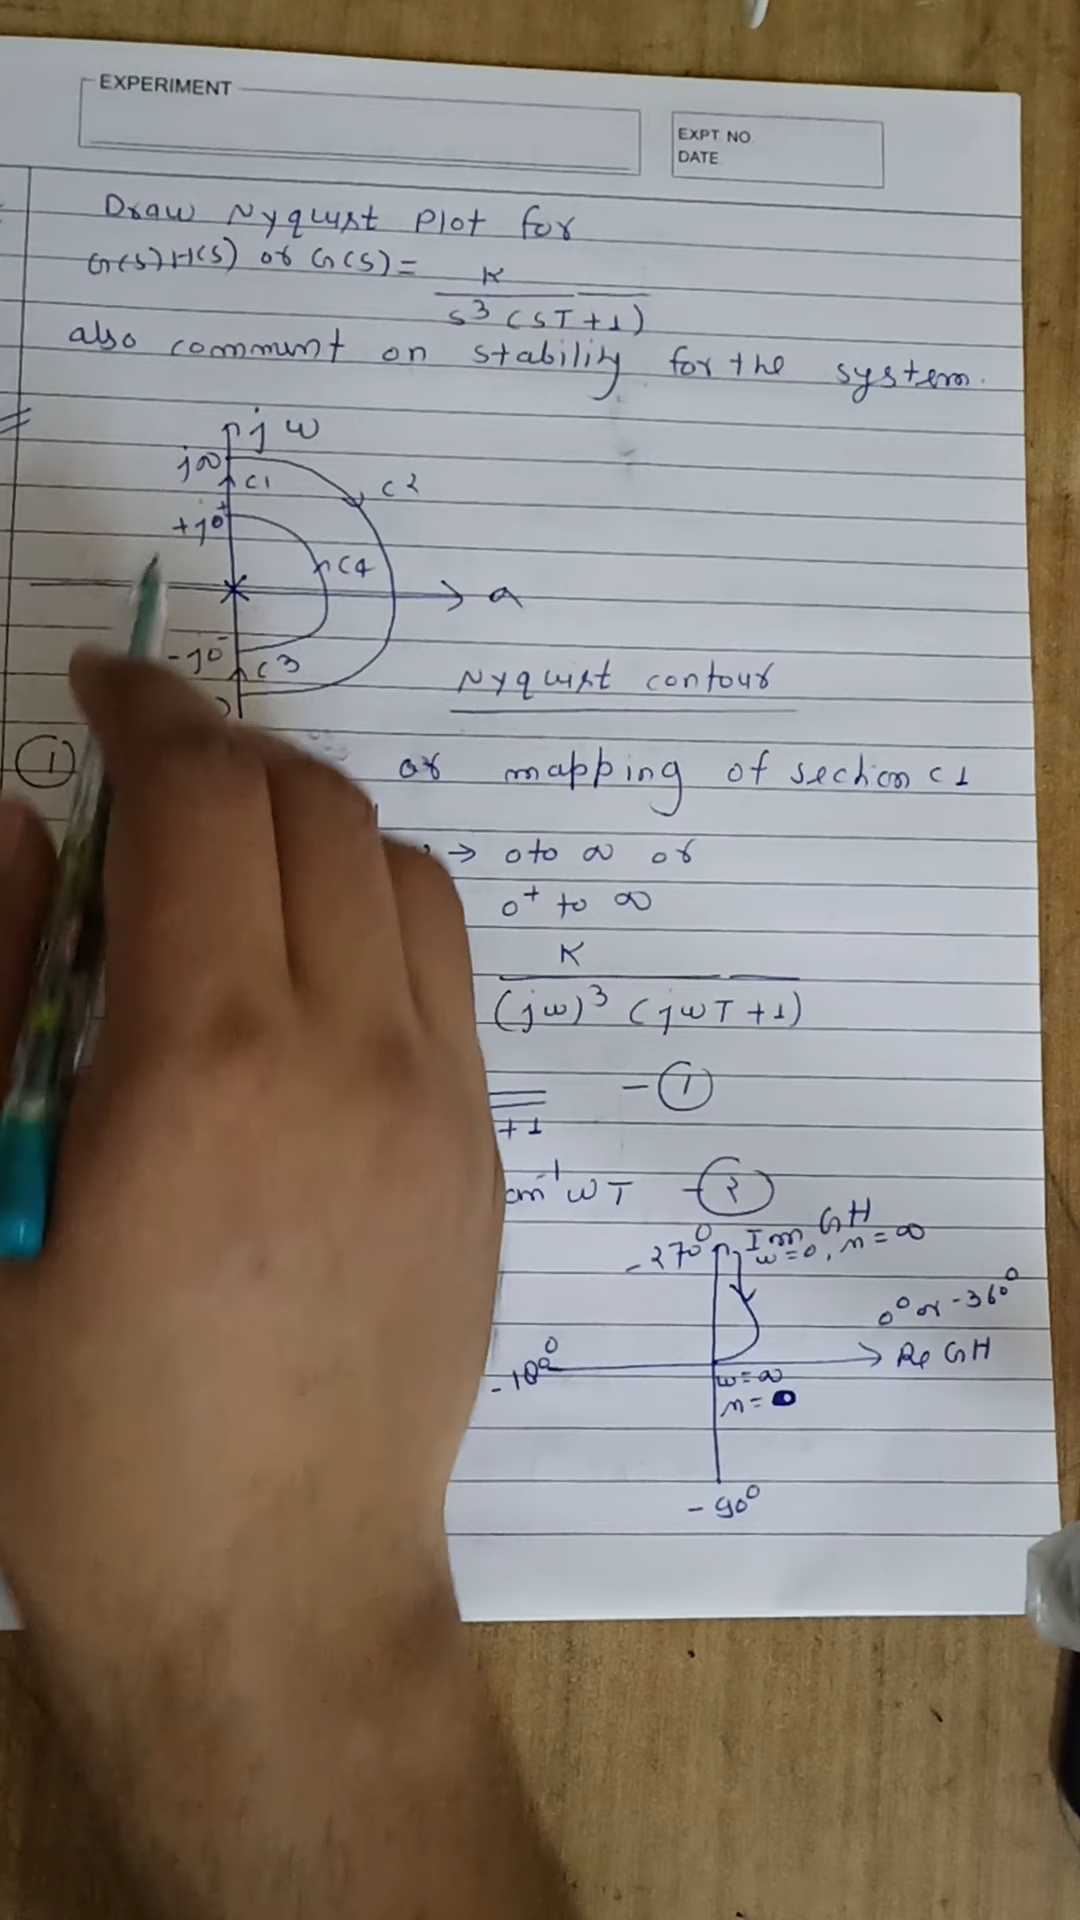 EXPERIMENT
EXPT NO
DATE
Draw Nyquist Plot for
G(s)H(s) or G(s) = K
s³(sT+1)
also comment on stability for the system.
jω
j∞
C1
C2
+j0⁺
C4
σ
-j0⁻
C3
Nyquist contour
① or mapping of section C1
→ 0 to ∞ or
0⁺ to ∞
K
(jω)³ (jωT+1)
- ①
+1
⁻¹ωT - ②
-270° Im GH
ω=0, M=∞
0° or -360°
Re GH
-180°
ω=∞
M=0
-90°